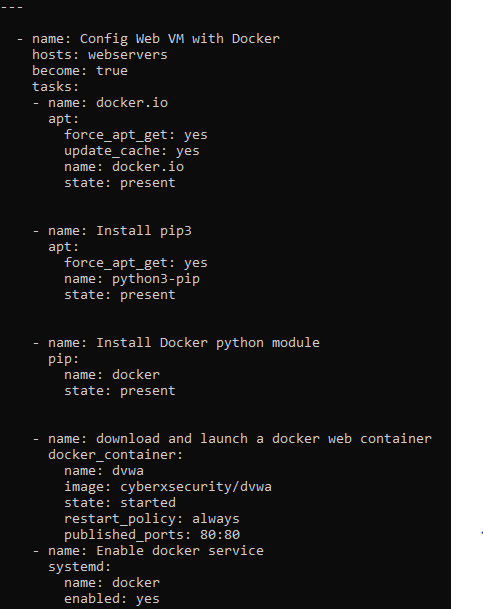 ---
- name: Config Web VM with Docker
hosts: webservers
become: true
tasks:
- name: docker.io
apt:
force_apt_get: yes
update_cache: yes
name: docker.io
state: present
- name: Install pip3
apt:
force_apt_get: yes
name: python3-pip
state: present
- name: Install Docker python module
pip:
name: docker
state: present
- name: download and launch a docker web container
docker_container:
name: dvwa
image: cyberxsecurity/dvwa
state: started
restart_policy: always
published_ports: 80:80
- name: Enable docker service
systemd:
name: docker
enabled: yes